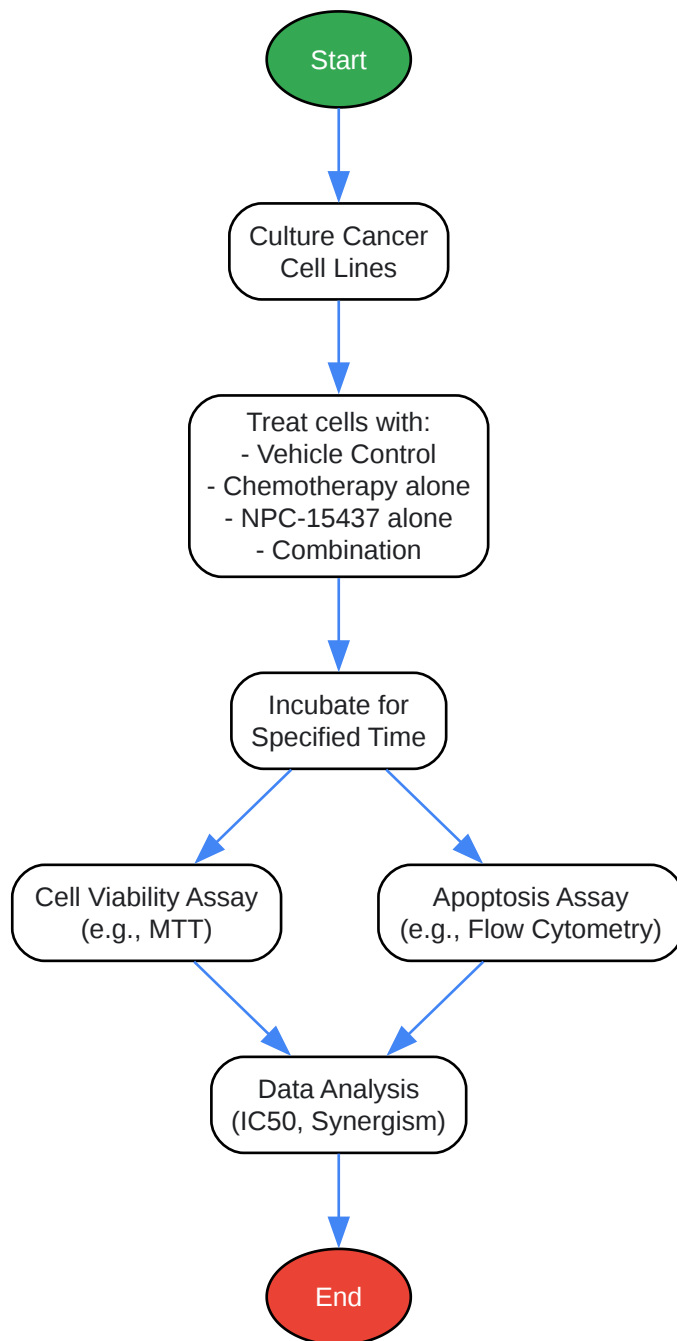 Start
Culture Cancer
Cell Lines
Treat cells with:
- Vehicle Control
- Chemotherapy alone
- NPC-15437 alone
- Combination
Incubate for
Specified Time
Cell Viability Assay
(e.g., MTT)
Apoptosis Assay
(e.g., Flow Cytometry)
Data Analysis
(IC50, Synergism)
End